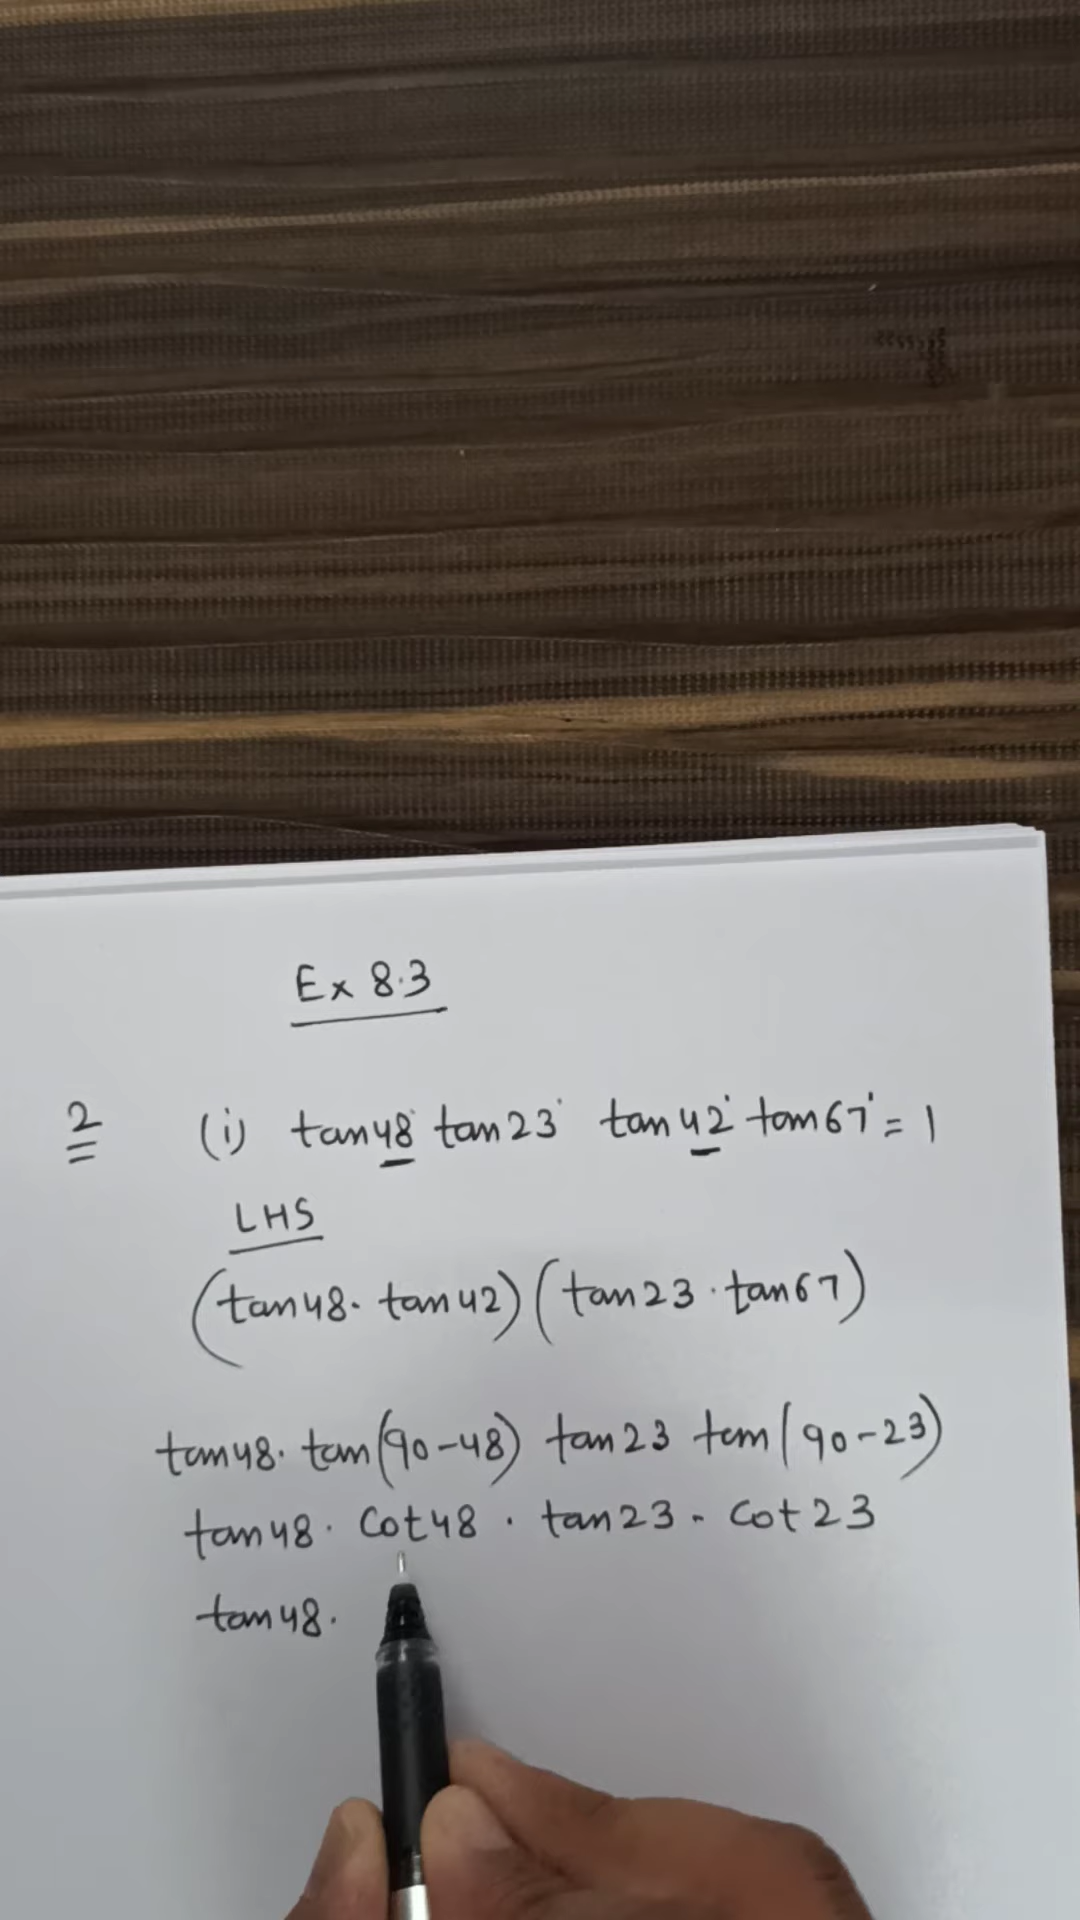 Ex 8.3
2 (i) tan48° tan23° tan42° tan67° = 1
LHS
(tan48. tan42)(tan23 . tan67)
tan48. tan(90-48) tan23 tan(90-23)
tan48. Cot48 . tan23 . Cot23
tan48.